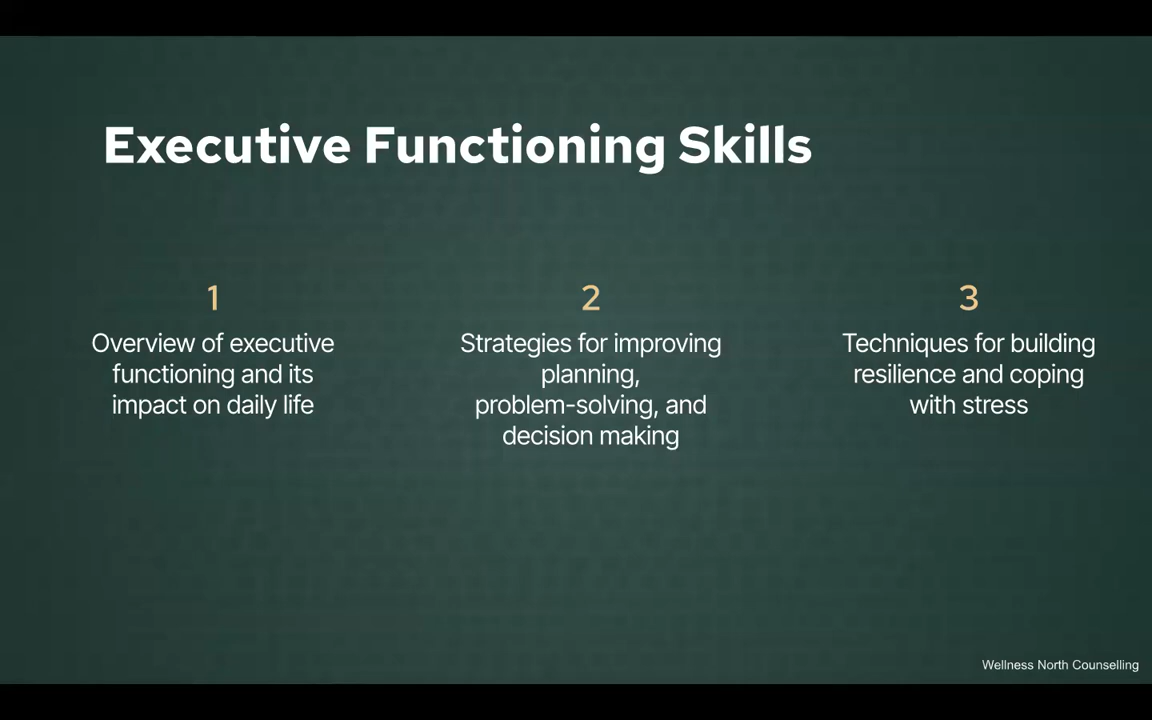 Executive Functioning Skills
1
Overview of executive
functioning and its
impact on daily life
2
Strategies for improving
planning,
problem-solving, and
decision making
3
Techniques for building
resilience and coping
with stress
Wellness North Counselling